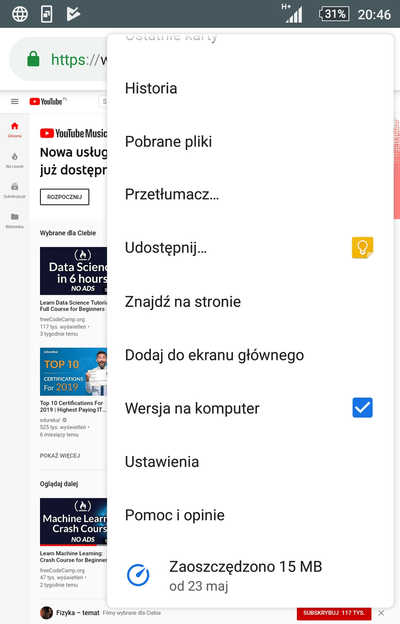 H+
31%
20:46
https://w
Ostatnie karty
Historia
Pobrane pliki
Przetłumacz...
Udostępnij...
Znajdź na stronie
Dodaj do ekranu głównego
Wersja na komputer
Ustawienia
Pomoc i opinie
Zaoszczędzono 15 MB
od 23 maj
YouTube PL
S
Główna
Na czasie
Subskrypcje
Biblioteka
YouTube Music
Nowa usług
już dostępn
ROZPOCZNIJ
Wybrane dla Ciebie
Data Scienc
in 6 hours
NO ADS
Learn Data Science Tutoria
Full Course for Beginners
freeCodeCamp.org
117 tys. wyświetleń •
3 tygodnie temu
edureka!
TOP 10
CERTIFICATIONS
For 2019
Top 10 Certifications For
2019 | Highest Paying IT...
edureka!
525 tys. wyświetleń •
6 miesięcy temu
POKAŻ WIĘCEJ
Oglądaj dalej
Machine Learn
Crash Cours
NO ADS
Learn Machine Learning:
Crash Course for Beginner
freeCodeCamp.org
47 tys. wyświetleń •
2 tygodnie temu
Fizyka – temat
Filmy wybrane dla Ciebie
SUBSKRYBUJ 117 TYS.